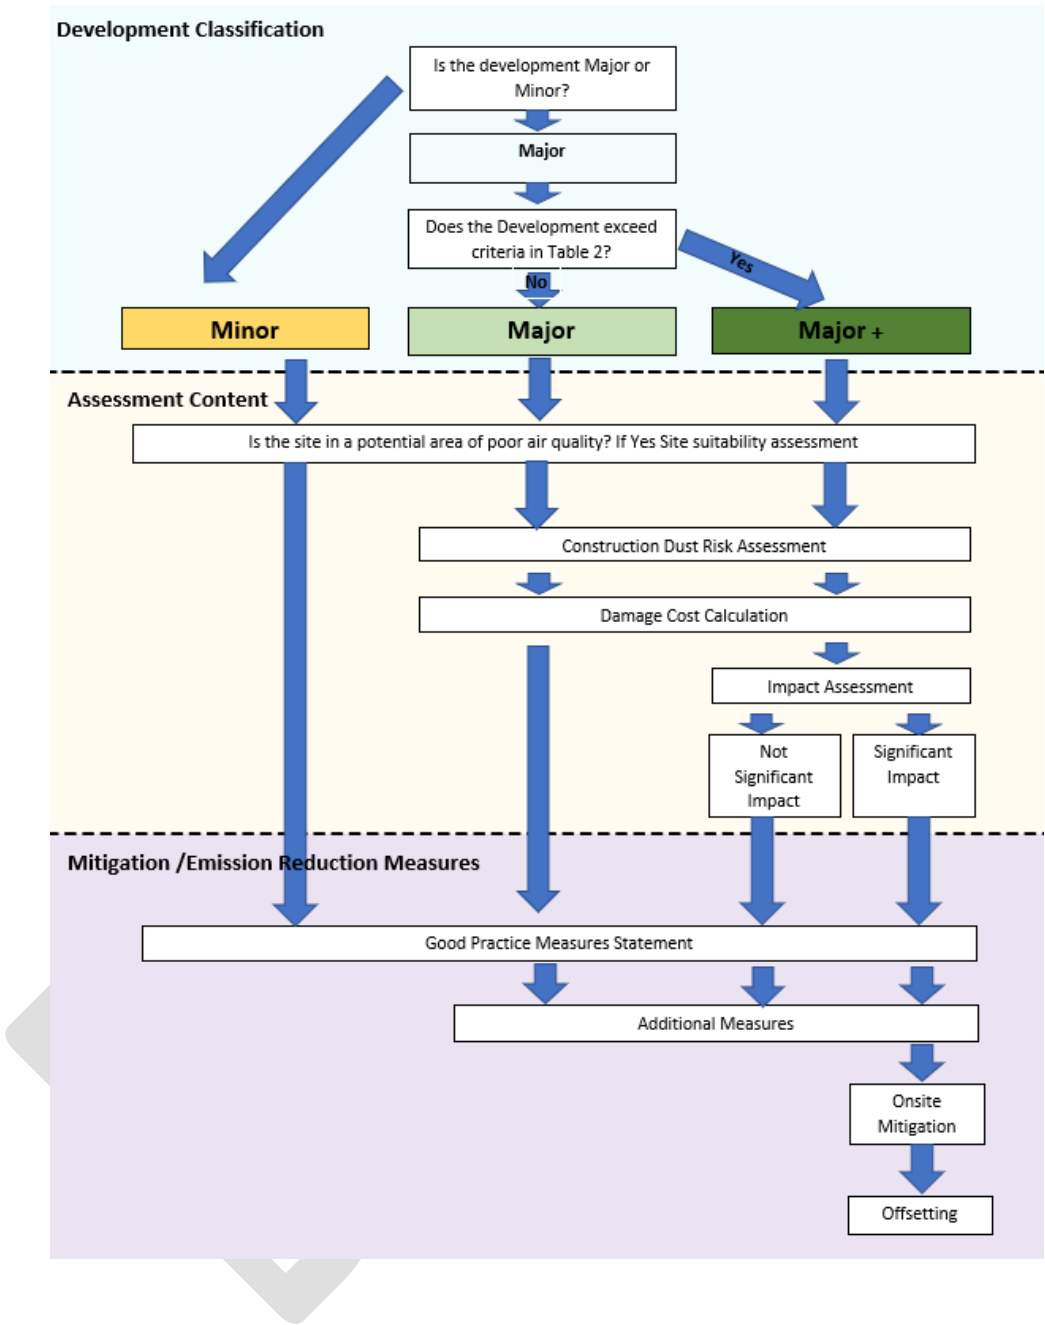 Development Classification
Is the development Major or
Minor?
Major
Does the Development exceed
criteria in Table 2?
Yes
No
Minor
Major
Major +
Assessment Content
Is the site in a potential area of poor air quality? If Yes Site suitability assessment
Construction Dust Risk Assessment
Damage Cost Calculation
Impact Assessment
Not
Significant
Impact
Significant
Impact
Mitigation /Emission Reduction Measures
Good Practice Measures Statement
Additional Measures
Onsite
Mitigation
Offsetting